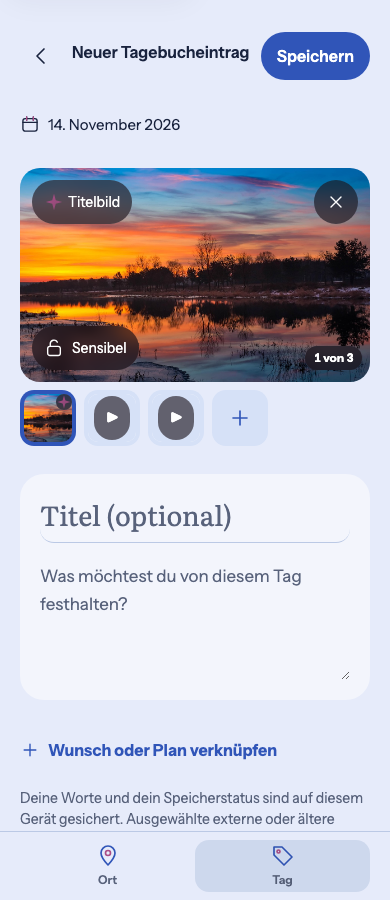 Neuer Tagebucheintrag
Speichern
14. November 2026
Titelbild
Sensibel
1 von 3
Titel (optional)
Was möchtest du von diesem Tag
festhalten?
Wunsch oder Plan verknüpfen
Deine Worte und dein Speicherstatus sind auf diesem
Gerät gesichert. Ausgewählte externe oder ältere
Ort
Tag